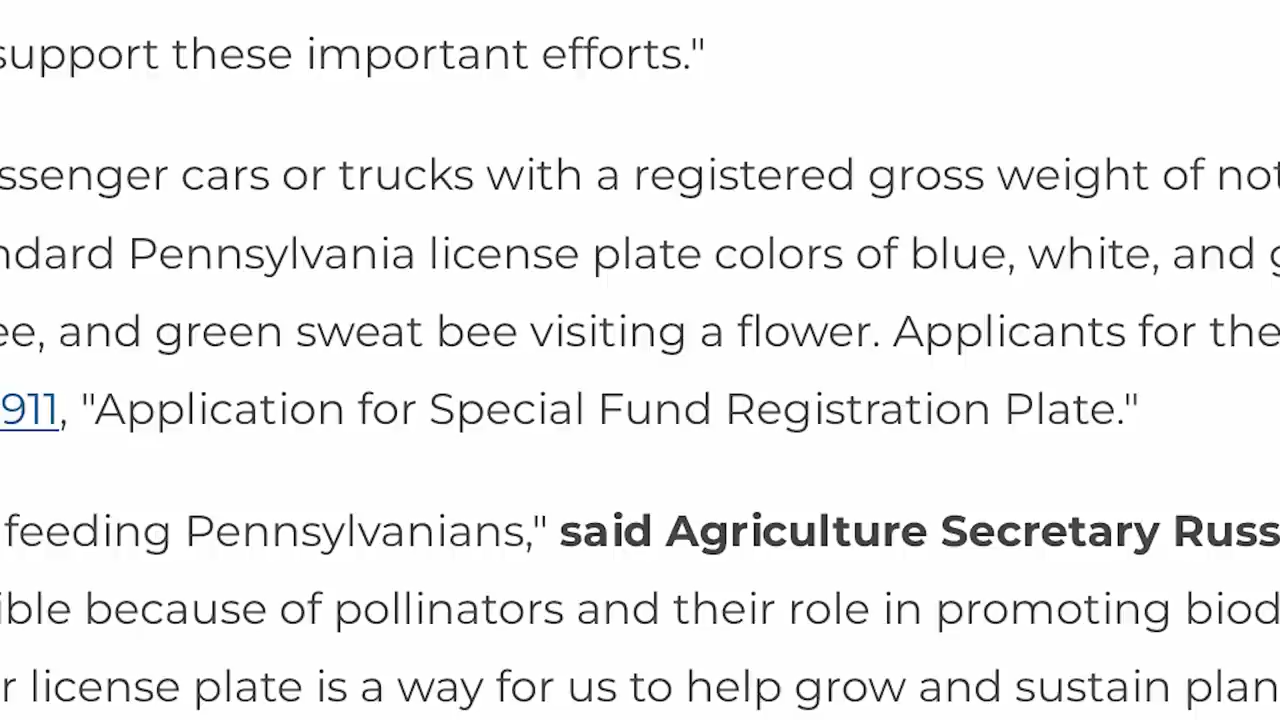 support these important efforts."
ssenger cars or trucks with a registered gross weight of not
ndard Pennsylvania license plate colors of blue, white, and g
ee, and green sweat bee visiting a flower. Applicants for the
911, "Application for Special Fund Registration Plate."
feeding Pennsylvanians," said Agriculture Secretary Russ
ible because of pollinators and their role in promoting biod
r license plate is a way for us to help grow and sustain plan